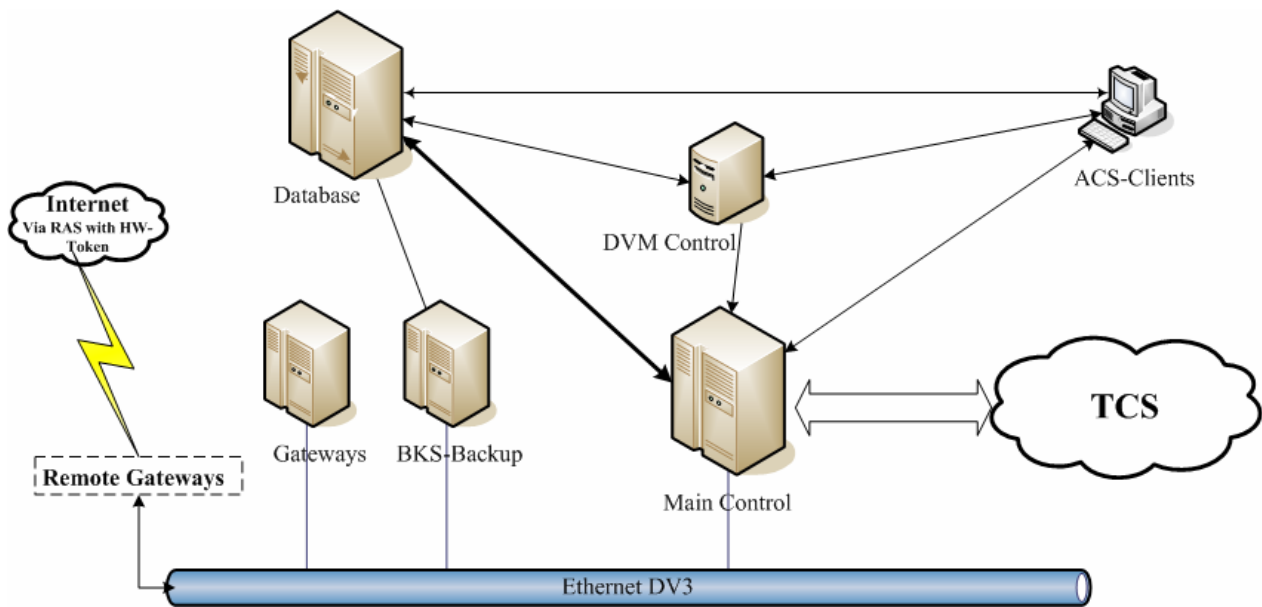 Database
ACS-Clients
Internet
Via RAS with HW-
Token
DVM Control
TCS
Gateways
BKS-Backup
Remote Gateways
Main Control
Ethernet DV3